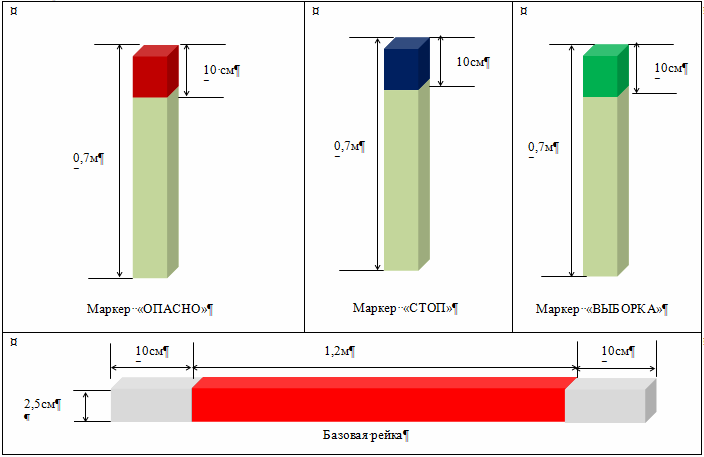 10 см
0,7м
Маркер «ОПАСНО»
10см
0,7м
Маркер «СТОП»
10см
0,7м
Маркер «ВЫБОРКА»
10см
1,2м
10см
2,5см
Базовая рейка